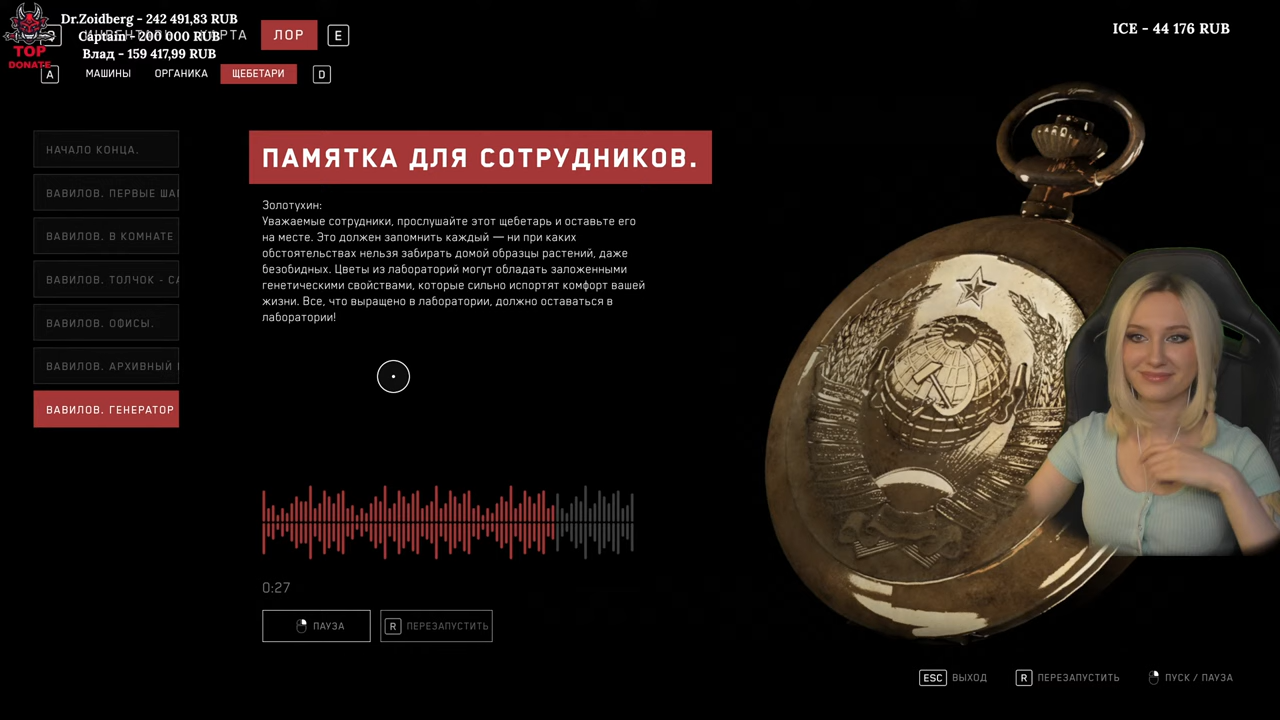 Dr.Zoidberg - 242 491,83 RUB
Captain - 200 000 RUB
Влад - 159 417,99 RUB
TOP
DONATE
ЛОР
E
ICE - 44 176 RUB
A
МАШИНЫ
ОРГАНИКА
ЩЕБЕТАРИ
D
НАЧАЛО КОНЦА.
ВАВИЛОВ. ПЕРВЫЕ ША
ВАВИЛОВ. В КОМНАТЕ
ВАВИЛОВ. ТОЛЧОК - СА
ВАВИЛОВ. ОФИСЫ.
ВАВИЛОВ. АРХИВНЫЙ
ВАВИЛОВ. ГЕНЕРАТОР
ПАМЯТКА ДЛЯ СОТРУДНИКОВ.
Золотухин:
Уважаемые сотрудники, прослушайте этот щебетарь и оставьте его
на месте. Это должен запомнить каждый — ни при каких
обстоятельствах нельзя забирать домой образцы растений, даже
безобидных. Цветы из лабораторий могут обладать заложенными
генетическими свойствами, которые сильно испортят комфорт вашей
жизни. Все, что выращено в лаборатории, должно оставаться в
лаборатории!
0:27
ПАУЗА
R ПЕРЕЗАПУСТИТЬ
ESC ВЫХОД
R ПЕРЕЗАПУСТИТЬ
ПУСК / ПАУЗА